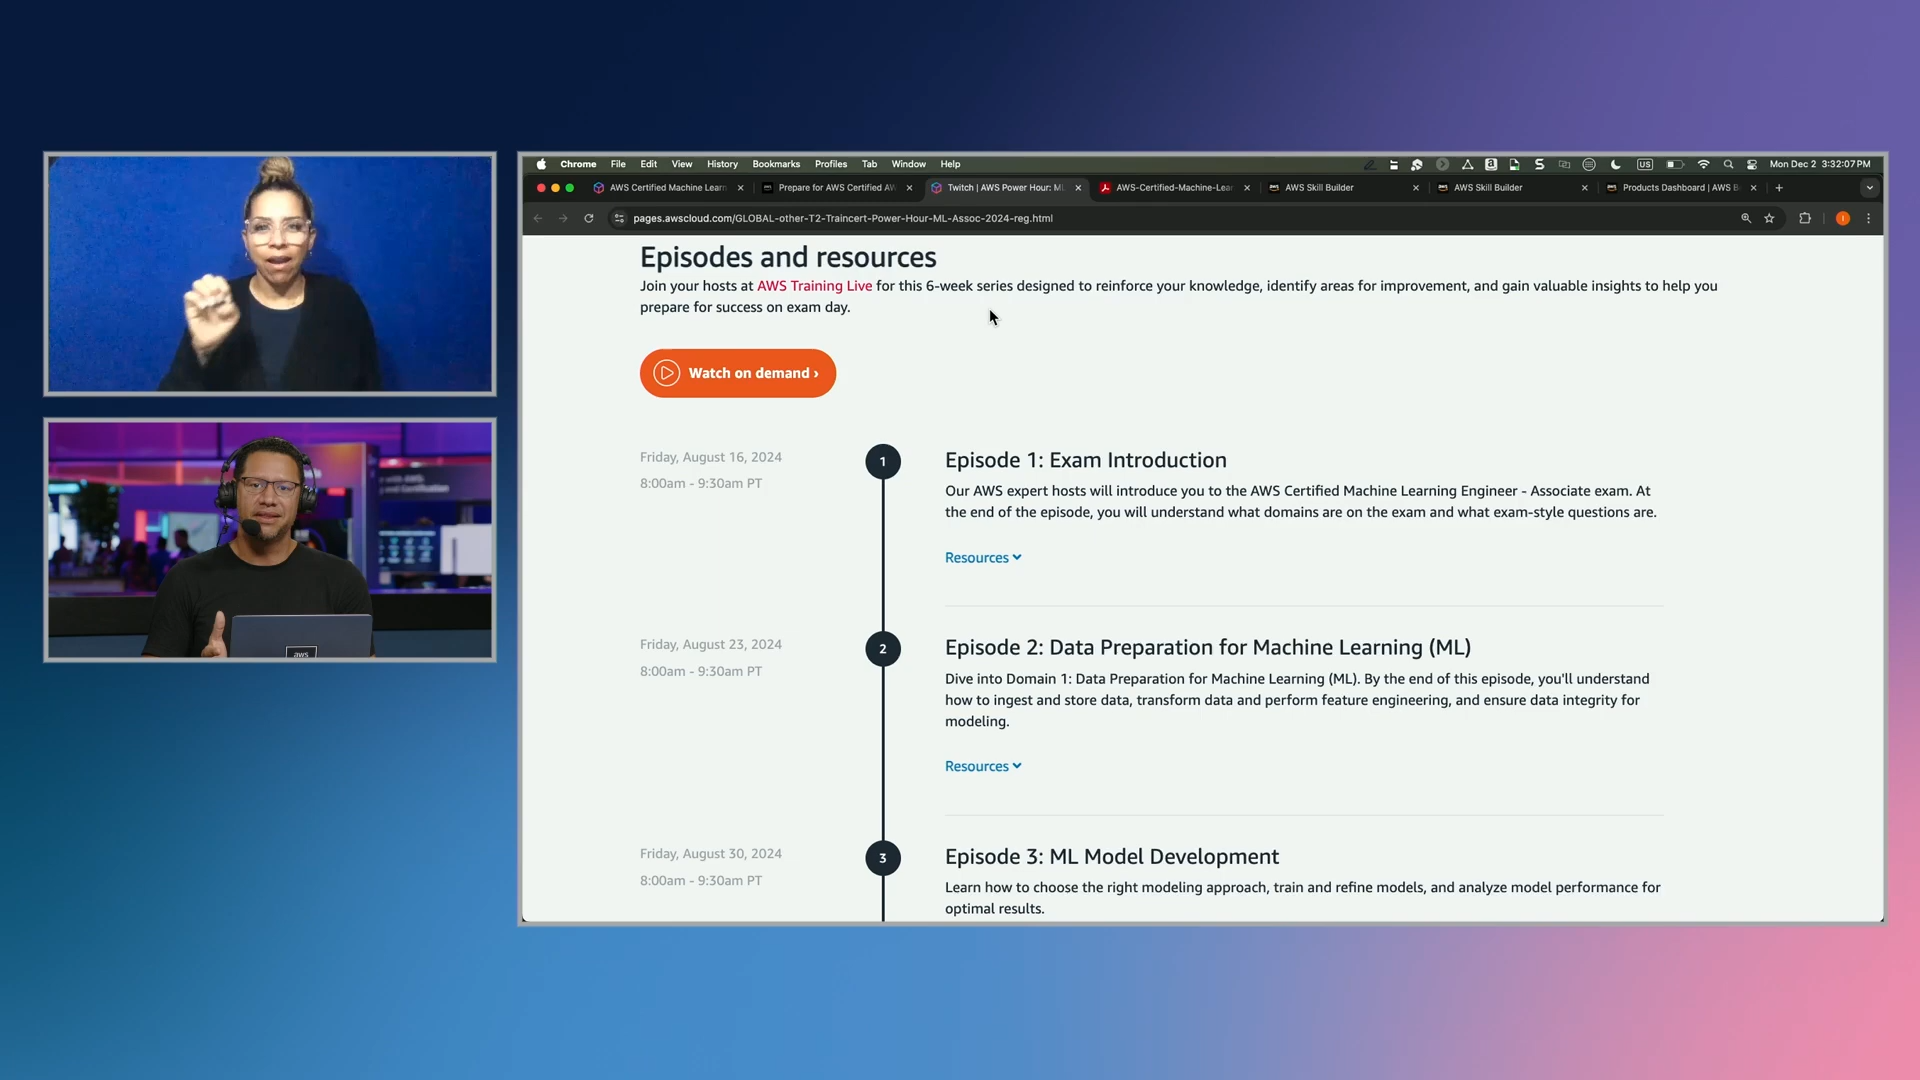 Chrome File Edit View History Bookmarks Profiles Tab Window Help
US Mon Dec 2 3:32:07 PM
AWS Certified Machine Learn
Prepare for AWS Certified AW
Twitch | AWS Power Hour: ML
AWS-Certified-Machine-Lear
AWS Skill Builder
AWS Skill Builder
Products Dashboard | AWS B
pages.awscloud.com/GLOBAL-other-T2-Traincert-Power-Hour-ML-Assoc-2024-reg.html
Episodes and resources
Join your hosts at AWS Training Live for this 6-week series designed to reinforce your knowledge, identify areas for improvement, and gain valuable insights to help you
prepare for success on exam day.
Watch on demand ›
Friday, August 16, 2024
8:00am - 9:30am PT
1
Episode 1: Exam Introduction
Our AWS expert hosts will introduce you to the AWS Certified Machine Learning Engineer - Associate exam. At
the end of the episode, you will understand what domains are on the exam and what exam-style questions are.
Resources
Friday, August 23, 2024
8:00am - 9:30am PT
2
Episode 2: Data Preparation for Machine Learning (ML)
Dive into Domain 1: Data Preparation for Machine Learning (ML). By the end of this episode, you'll understand
how to ingest and store data, transform data and perform feature engineering, and ensure data integrity for
modeling.
Resources
Friday, August 30, 2024
8:00am - 9:30am PT
3
Episode 3: ML Model Development
Learn how to choose the right modeling approach, train and refine models, and analyze model performance for
optimal results.
aws